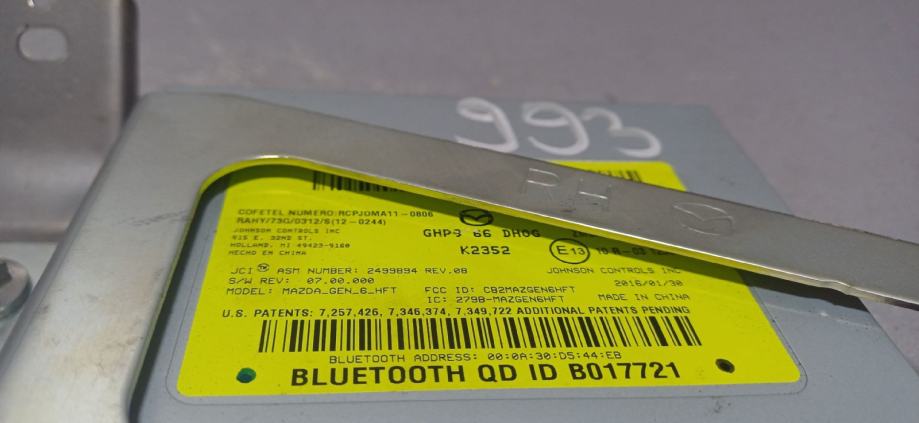 993
RH
COFETEL NUMERO:RCPJOMA11-0806
RAHY/73G/0312/S(12-0244)
JOHNSON CONTROLS INC
915 E. 32ND ST.
HOLLAND, MI 49423-9160
HECHO EN CHINA
66 DH0G
K2352
E13
JCI ASM NUMBER: 2499894 REV.08
JOHNSON CONTROLS INC
S/W REV: 07.00.000
2016/01/30
MODEL: MAZDA_GEN_6_HFT
FCC ID: CB2MAZGEN6HFT
IC: 279B-MAZGEN6HFT
MADE IN CHINA
U.S. PATENTS: 7,257,426, 7,346,374, 7,349,722 ADDITIONAL PATENTS PENDING
BLUETOOTH ADDRESS: 00:0A:30:D5:44:EB
BLUETOOTH QD ID B017721